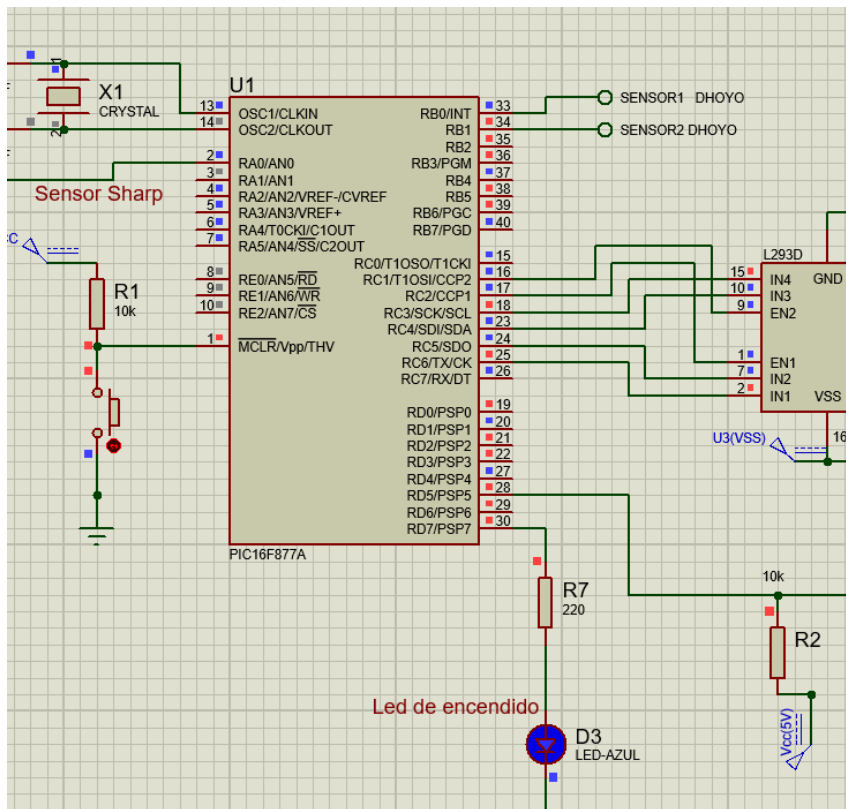 X1
CRYSTAL
1
2
F
F
U1
PIC16F877A
13 OSC1/CLKIN
14 OSC2/CLKOUT
2 RA0/AN0
3 RA1/AN1
4 RA2/AN2/VREF-/CVREF
5 RA3/AN3/VREF+
6 RA4/T0CKI/C1OUT
7 RA5/AN4/SS/C2OUT
8 RE0/AN5/RD
9 RE1/AN6/WR
10 RE2/AN7/CS
1 MCLR/Vpp/THV
RB0/INT 33
RB1 34
RB2 35
RB3/PGM 36
RB4 37
RB5 38
RB6/PGC 39
RB7/PGD 40
RC0/T1OSO/T1CKI 15
RC1/T1OSI/CCP2 16
RC2/CCP1 17
RC3/SCK/SCL 18
RC4/SDI/SDA 23
RC5/SDO 24
RC6/TX/CK 25
RC7/RX/DT 26
RD0/PSP0 19
RD1/PSP1 20
RD2/PSP2 21
RD3/PSP3 22
RD4/PSP4 27
RD5/PSP5 28
RD6/PSP6 29
RD7/PSP7 30
SENSOR1 DHOYO
SENSOR2 DHOYO
Sensor Sharp
C
R1
10k
L293D
15 IN4
10 IN3
9 EN2
1 EN1
7 IN2
2 IN1
GND
VSS
16
U3(VSS)
R7
220
10k
R2
Vcc(5V)
Led de encendido
D3
LED-AZUL